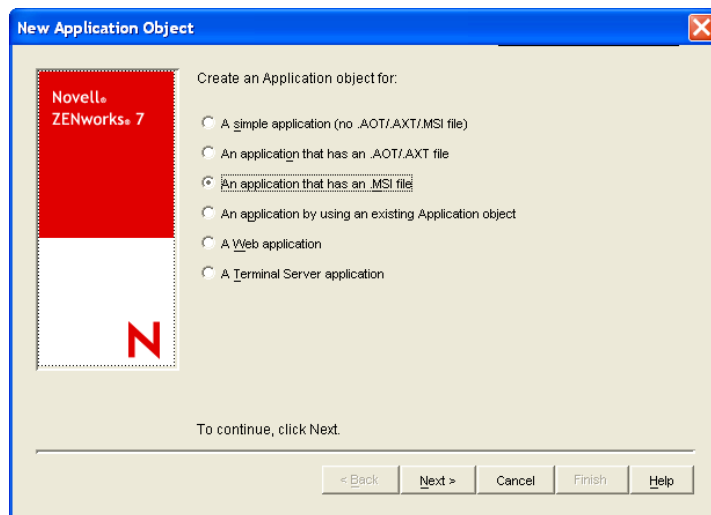 New Application Object
Novell®
ZENworks® 7
N
Create an Application object for:
A simple application (no .AOT/.AXT/.MSI file)
An application that has an .AOT/.AXT file
An application that has an .MSI file
An application by using an existing Application object
A Web application
A Terminal Server application
To continue, click Next.
< Back
Next >
Cancel
Finish
Help